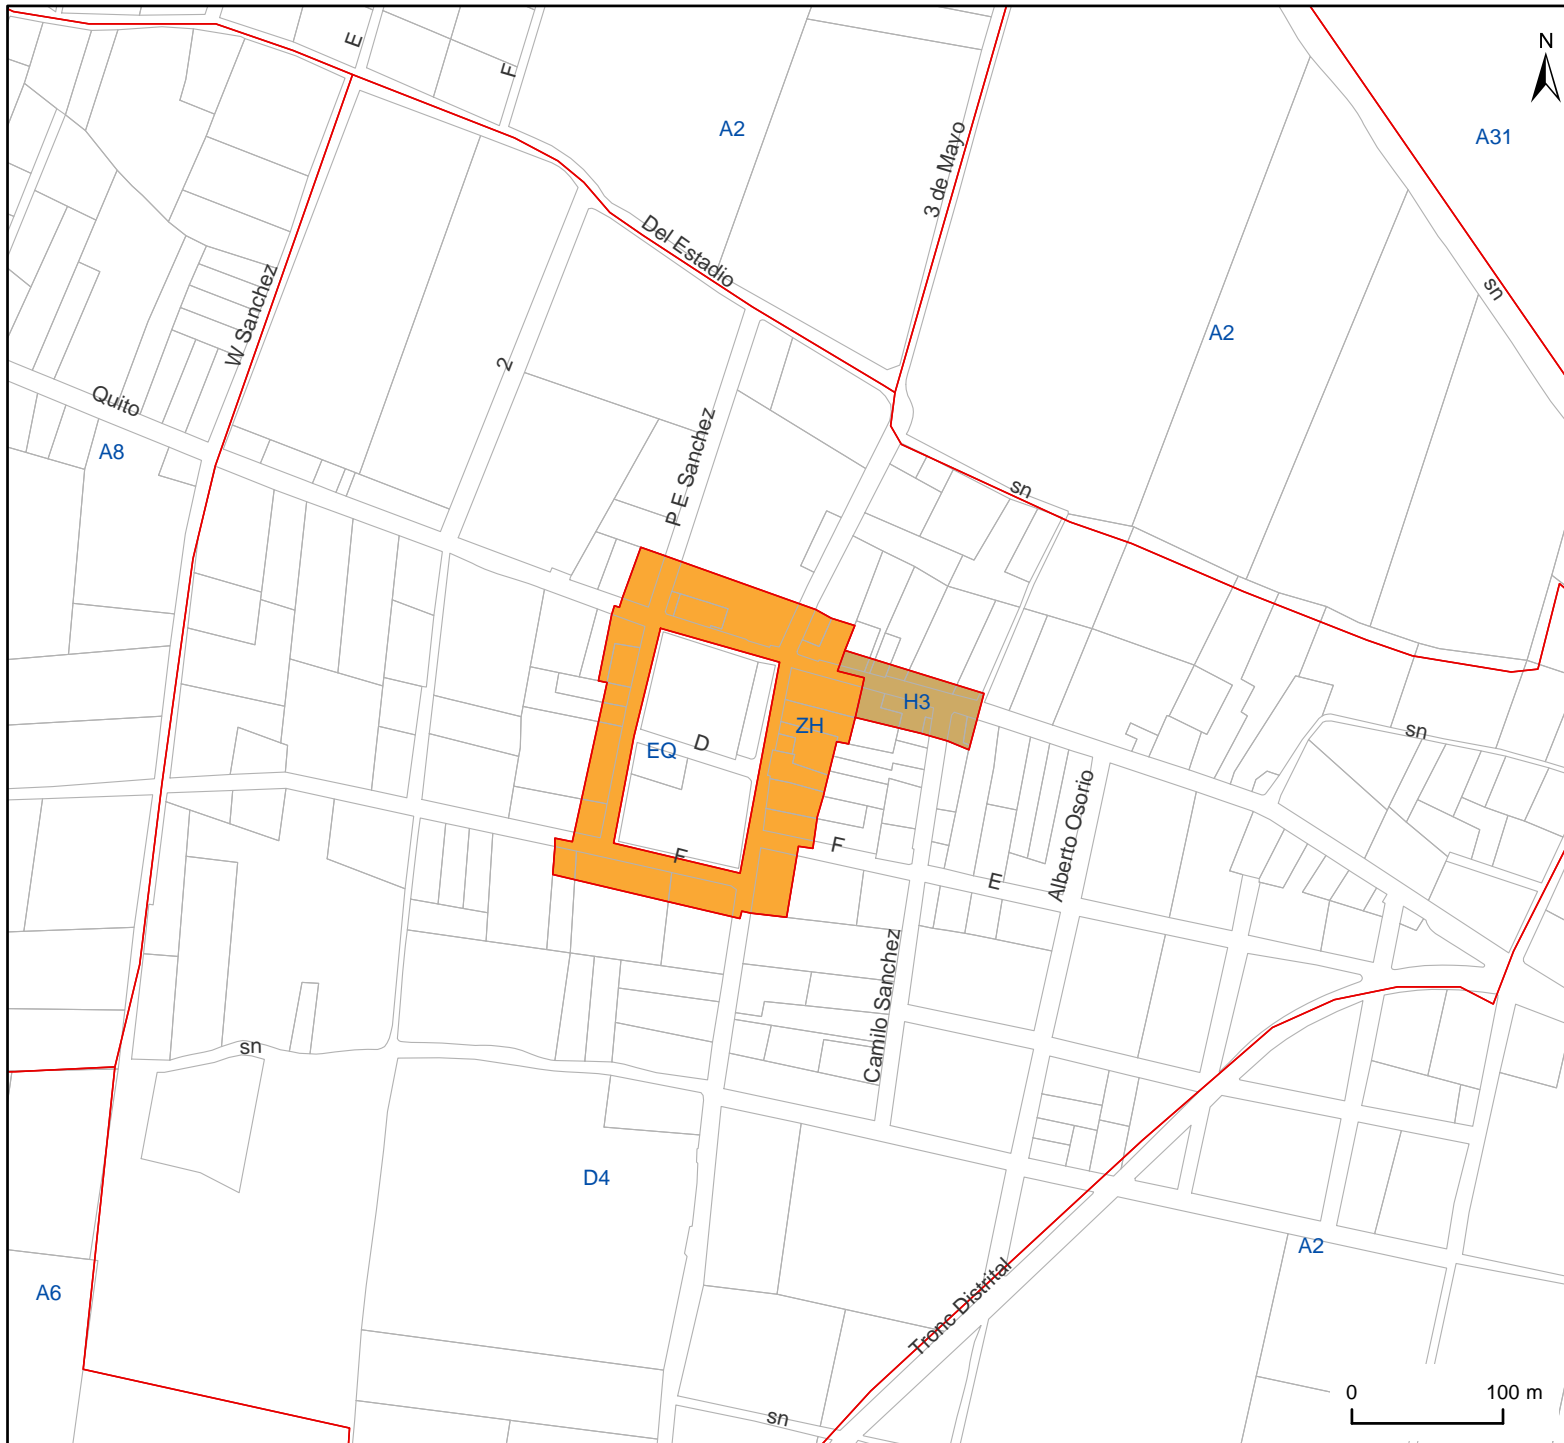 E
F
N
A2
3 de Mayo
A31
Del Estadio
W Sanchez
sn
A2
2
Quito
A8
P E Sanchez
sn
H3
ZH
EQ
D
sn
Alberto Osorio
F
F
E
Camilo Sanchez
sn
D4
A2
A6
Tronc Distrital
0
100 m
sn